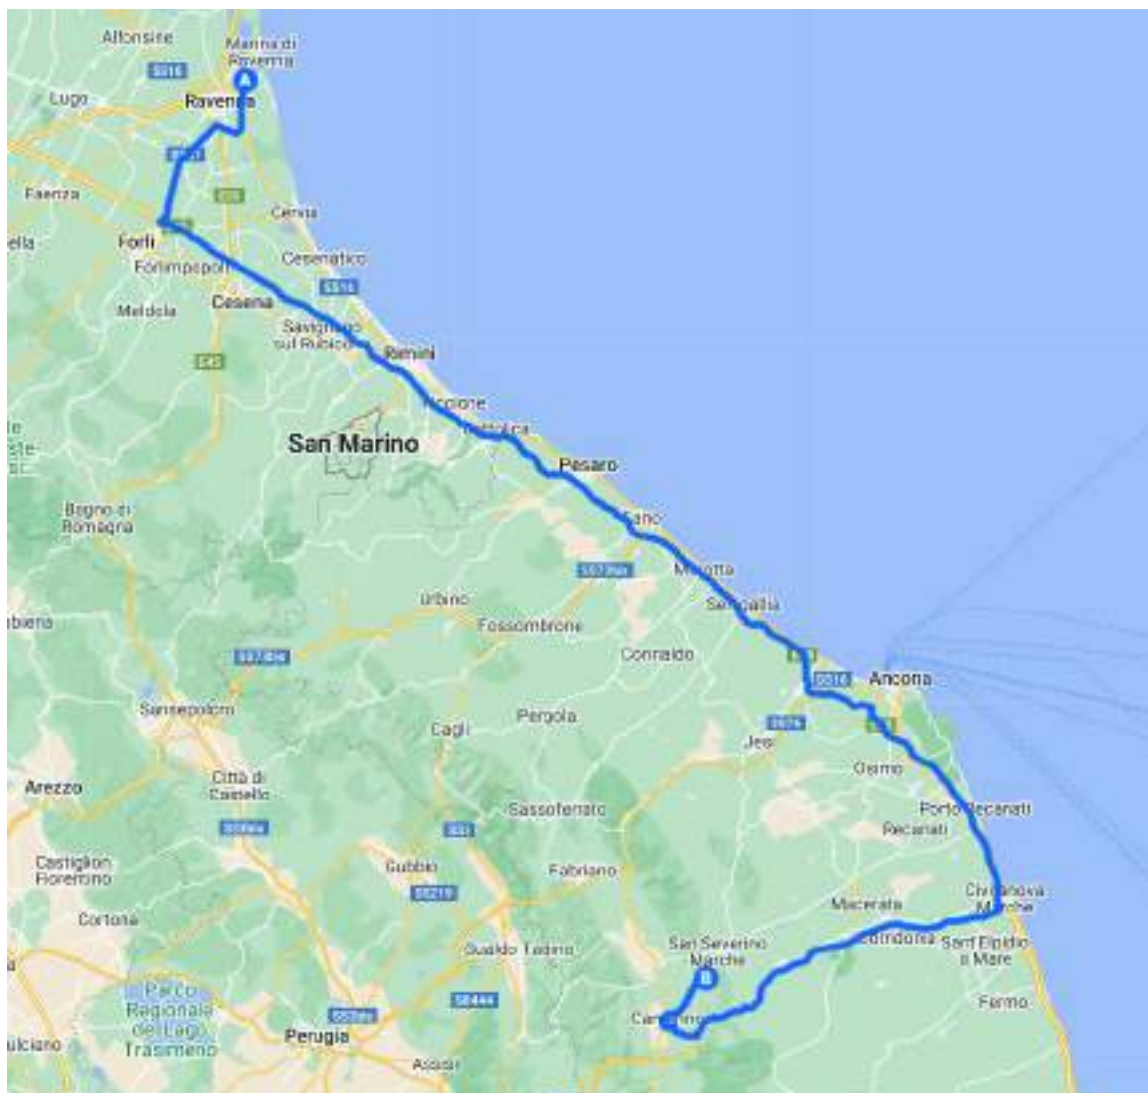 Alfonsine
Marina di
Ravenna
A
SS16
Lugo
Ravenna
Faenza
Cervia
Forlì
Forlimpopoli
Cesenatico
SS16
Meldola
Cesena
Savignano
sul Rubicone
E45
Rimini
Riccione
Cattolica
San Marino
Pesaro
Bagno di
Romagna
Fano
Marotta
Urbino
Senigallia
Fossombrone
Corinaldo
SS16
Ancona
Sansepolcro
Pergola
Cagli
SS76
Jesi
Osimo
Arezzo
Città di
Castello
Sassoferrato
Porto Recanati
Recanati
Castiglion
Fiorentino
Gubbio
Fabriano
SS219
Civitanova
Marche
Macerata
Cortona
Corridonia
Sant'Elpidio
a Mare
San Severino
Marche
Gualdo Tadino
B
Fermo
Parco
Regionale
del Lago
Trasimeno
SS444
Camerino
Perugia
Assisi
ulciano